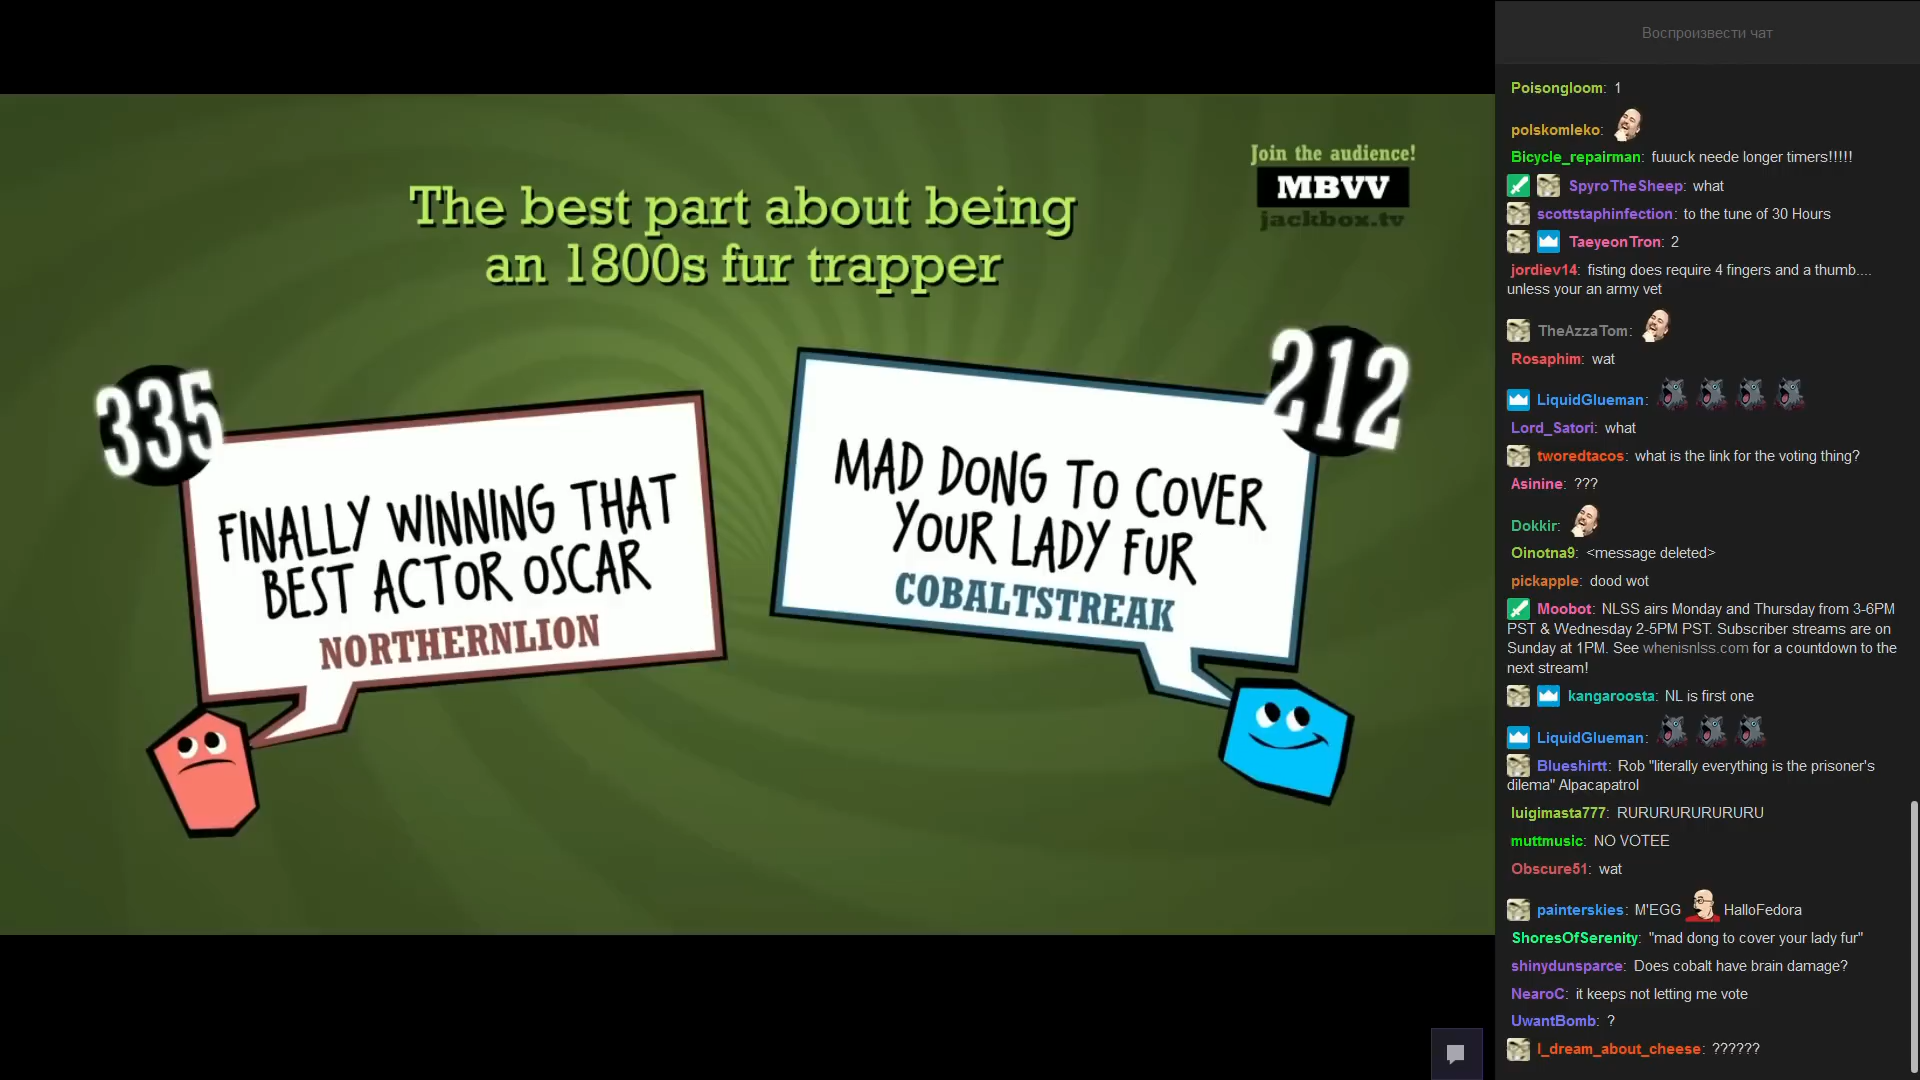 The best part about being
an 1800s fur trapper
Join the audience!
MBVV
jackbox.tv
335
FINALLY WINNING THAT
BEST ACTOR OSCAR
NORTHERNLION
212
MAD DONG TO COVER
YOUR LADY FUR
COBALTSTREAK
Воспроизвести чат
Poisongloom: 1
polskomleko:
Bicycle_repairman: fuuuck neede longer timers!!!!!
SpyroTheSheep: what
scottstaphinfection: to the tune of 30 Hours
TaeyeonTron: 2
jordiev14: fisting does require 4 fingers and a thumb....
unless your an army vet
TheAzzaTom:
Rosaphim: wat
LiquidGlueman:
Lord_Satori: what
tworedtacos: what is the link for the voting thing?
Asinine: ???
Dokkir:
Oinotna9: <message deleted>
pickapple: dood wot
Moobot: NLSS airs Monday and Thursday from 3-6PM
PST & Wednesday 2-5PM PST. Subscriber streams are on
Sunday at 1PM. See whenisnlss.com for a countdown to the
next stream!
kangaroosta: NL is first one
LiquidGlueman:
Blueshirtt: Rob "literally everything is the prisoner's
dilema" Alpacapatrol
luigimasta777: RURURURURURURU
muttmusic: NO VOTEE
Obscure51: wat
painterskies: M'EGG HalloFedora
ShoresOfSerenity: "mad dong to cover your lady fur"
shinydunsparce: Does cobalt have brain damage?
NearoC: it keeps not letting me vote
UwantBomb: ?
I_dream_about_cheese: ??????